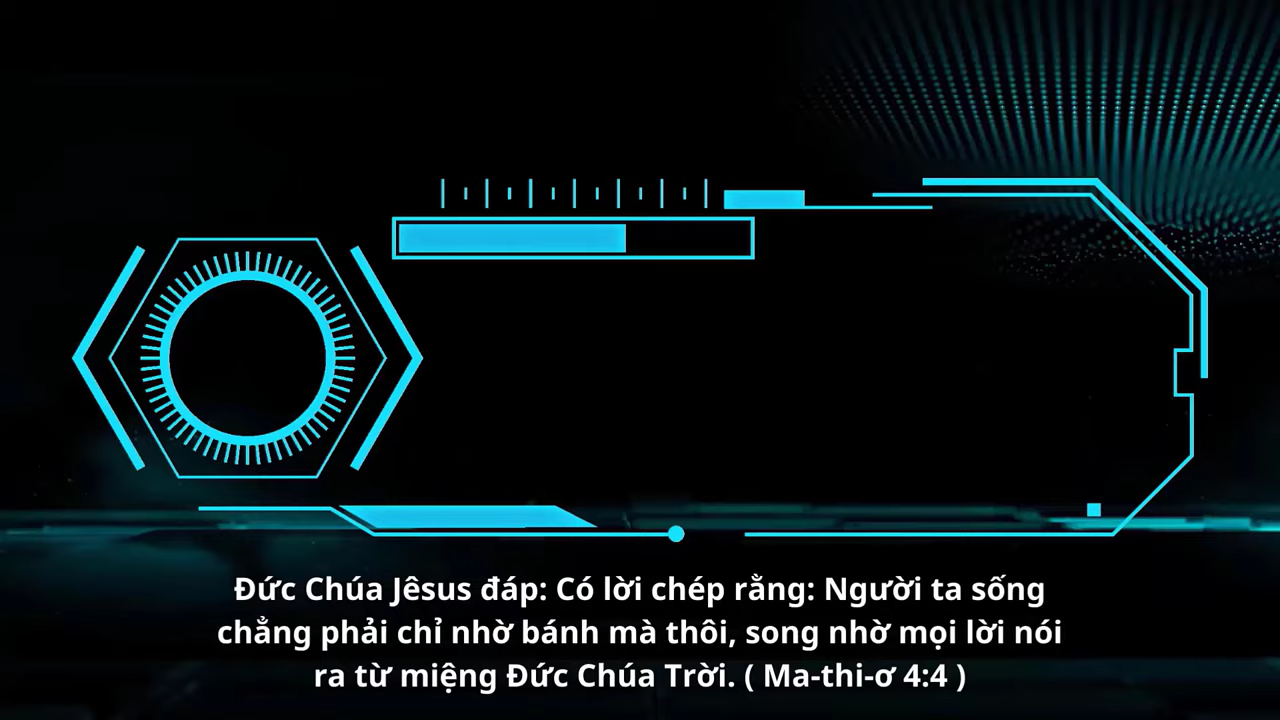 Đức Chúa Jêsus đáp: Có lời chép rằng: Người ta sống
chẳng phải chỉ nhờ bánh mà thôi, song nhờ mọi lời nói
ra từ miệng Đức Chúa Trời. ( Ma-thi-ơ 4:4 )